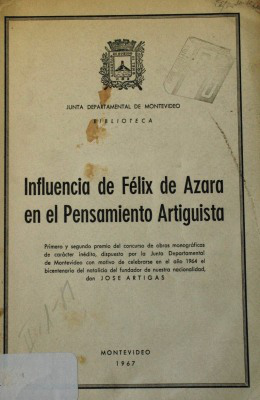 JUNTA DEPARTAMENTAL DE MONTEVIDEO
BIBLIOTECA
Influencia de Félix de Azara
en el Pensamiento Artiguista
Primero y segundo premio del concurso de obras monográficas
de carácter inédito, dispuesto por la Junta Departamental
de Montevideo con motivo de celebrarse en el año 1964 el
bicentenario del natalicio del fundador de nuestra nacionalidad,
don JOSE ARTIGAS
MONTEVIDEO
1967